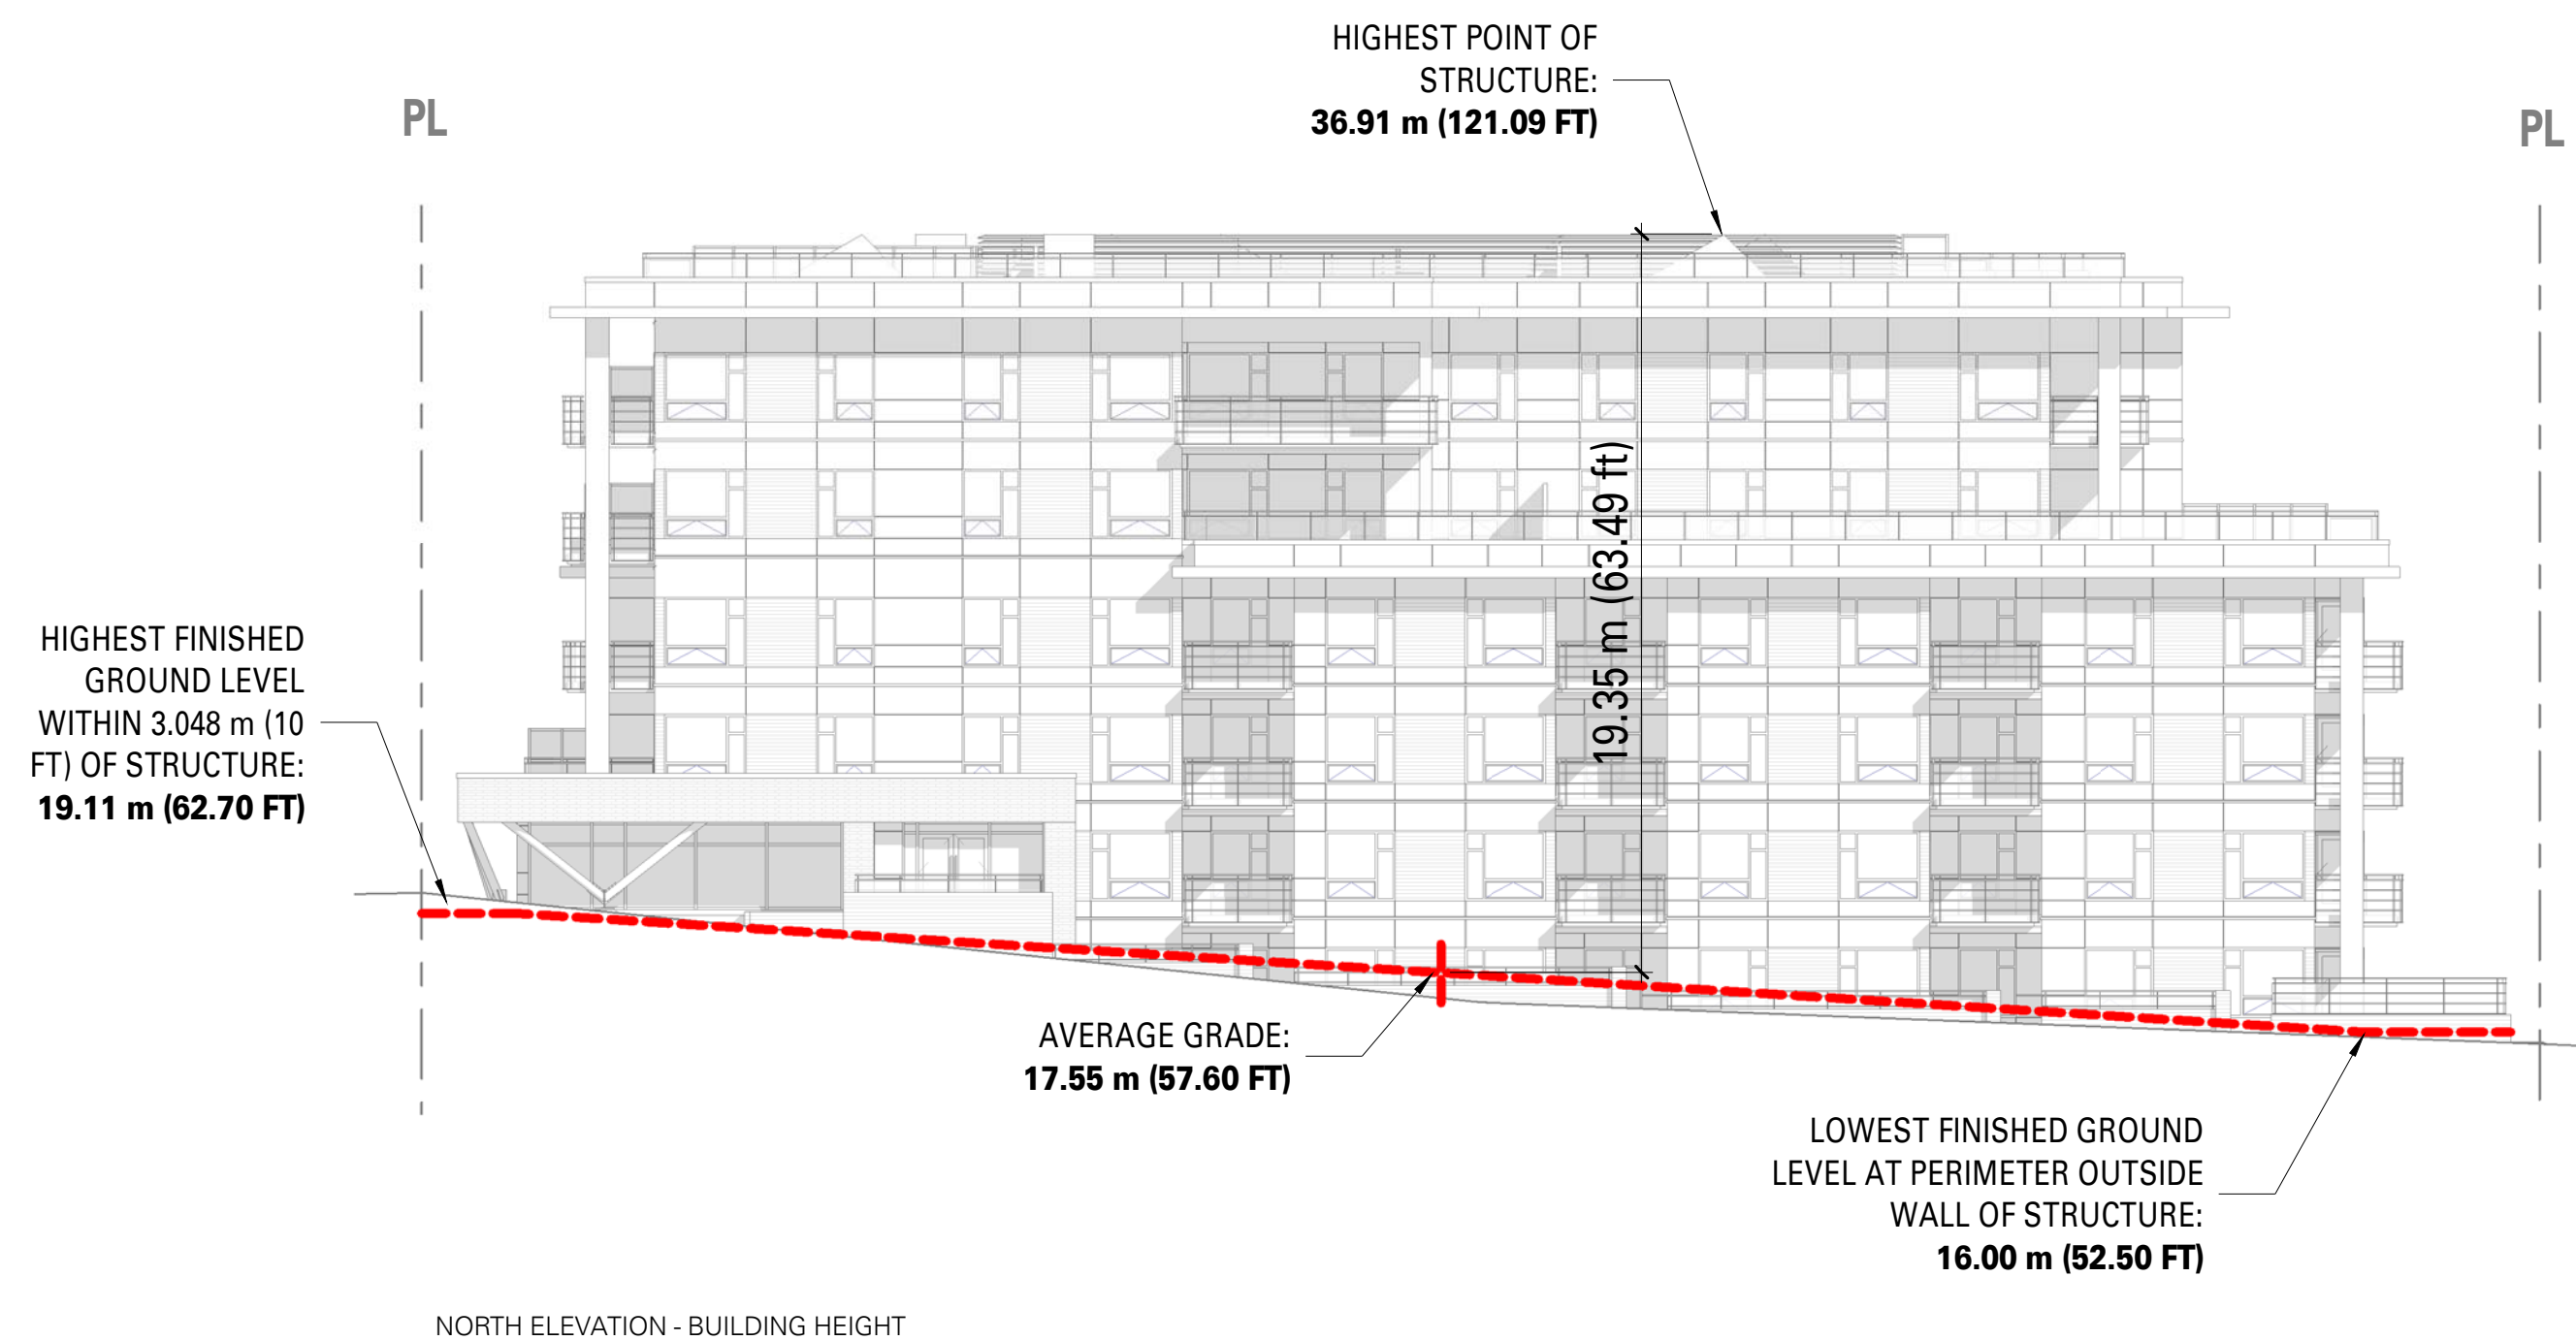 HIGHEST POINT OF
STRUCTURE:
36.91 m (121.09 FT)
PL
PL
19.35 m (63.49 ft)
HIGHEST FINISHED
GROUND LEVEL
WITHIN 3.048 m (10
FT) OF STRUCTURE:
19.11 m (62.70 FT)
AVERAGE GRADE:
17.55 m (57.60 FT)
LOWEST FINISHED GROUND
LEVEL AT PERIMETER OUTSIDE
WALL OF STRUCTURE:
16.00 m (52.50 FT)
NORTH ELEVATION - BUILDING HEIGHT